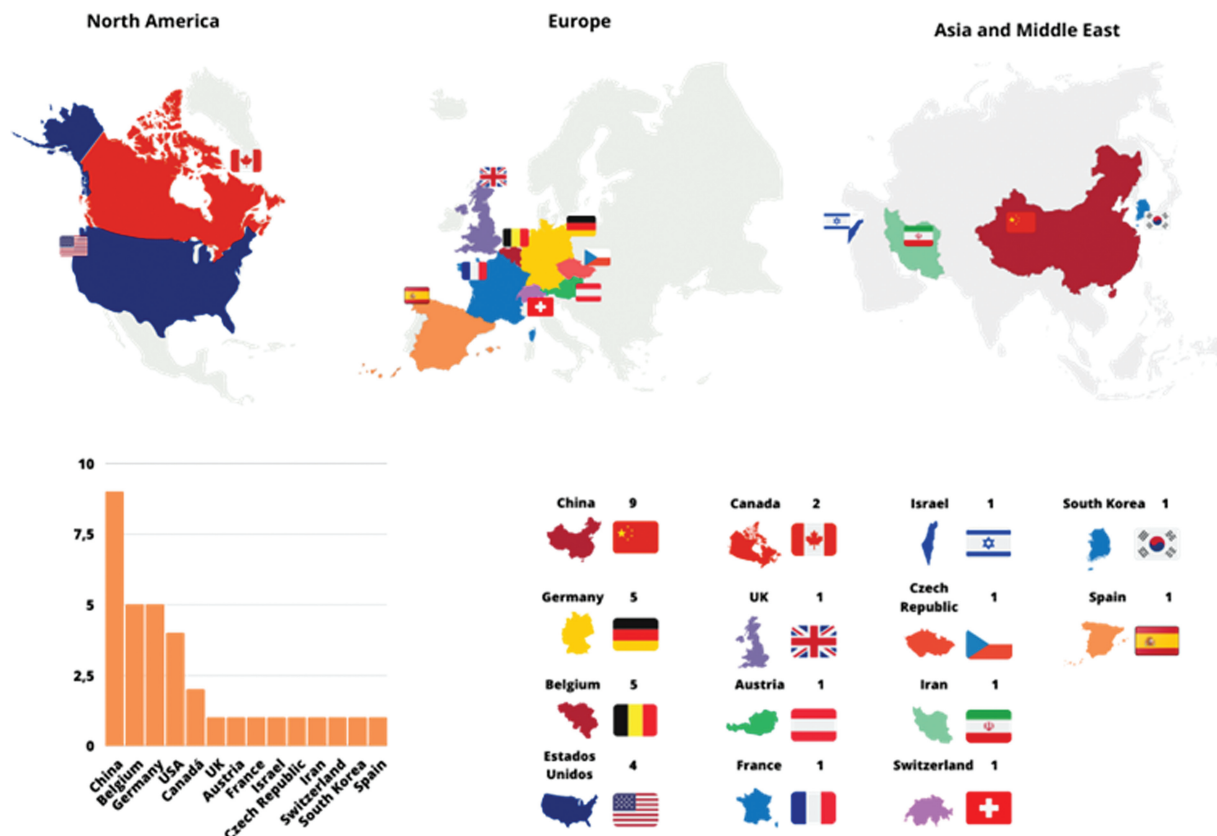 North America
Europe
Asia and Middle East
10
7,5
5
2,5
0
China
Belgium
Germany
USA
Canadá
UK
Austria
France
Israel
Czech Republic
Iran
Switzerland
South Korea
Spain
China 9
Canada 2
Israel 1
South Korea 1
Germany 5
UK 1
Czech
Republic 1
Spain 1
Belgium 5
Austria 1
Iran 1
Estados
Unidos 4
France 1
Switzerland 1